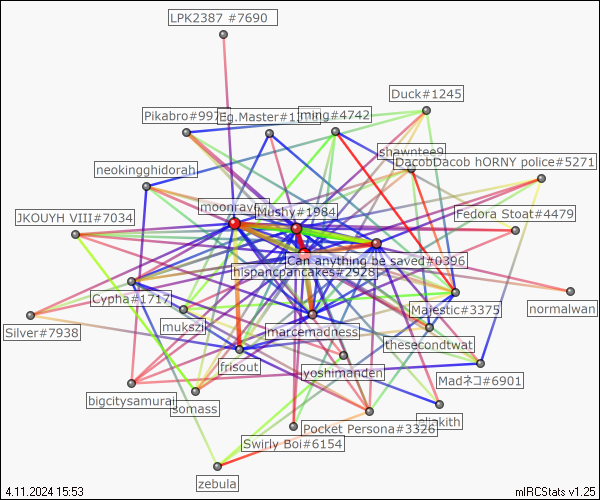 LPK2387 #7690
Duck#1245
Pikabro#997
Eg.Master#1
ming#4742
shawntee9
DacobDacob hORNY police#5271
neokingghidorah
moonrav
Mushy#1984
Fedora Stoat#4479
JKOUYH VIII#7034
Can anything be saved#0396
hispancpancakes#2928
Cypha#1717
Majestic#3375
normalwan
Silver#7938
mukszi
marcemadness
thesecondtwat
frisout
yoshimanden
Madネコ#6901
bigcitysamurai
somass
Pocket Persona#3326
Swirly Boi#6154
zebula
4.11.2024 15:53
mIRCStats v1.25